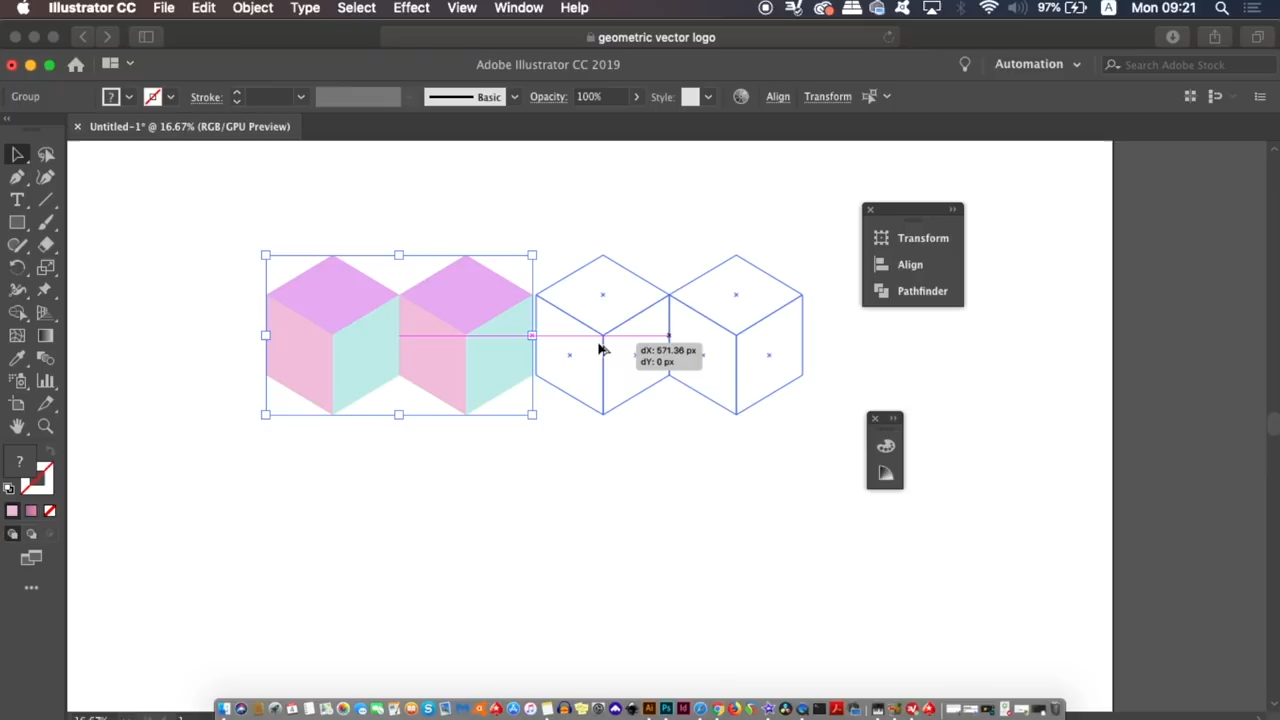 Illustrator CC File Edit Object Type Select Effect View Window Help 97% A Mon 09:21
geometric vector logo
Adobe Illustrator CC 2019 Automation Search Adobe Stock
Group ? Stroke: Basic Opacity: 100% Style: Align Transform
Untitled-1* @ 16.67% (RGB/GPU Preview)
Transform
Align
Pathfinder
dX: 571.36 px
dY: 0 px
?